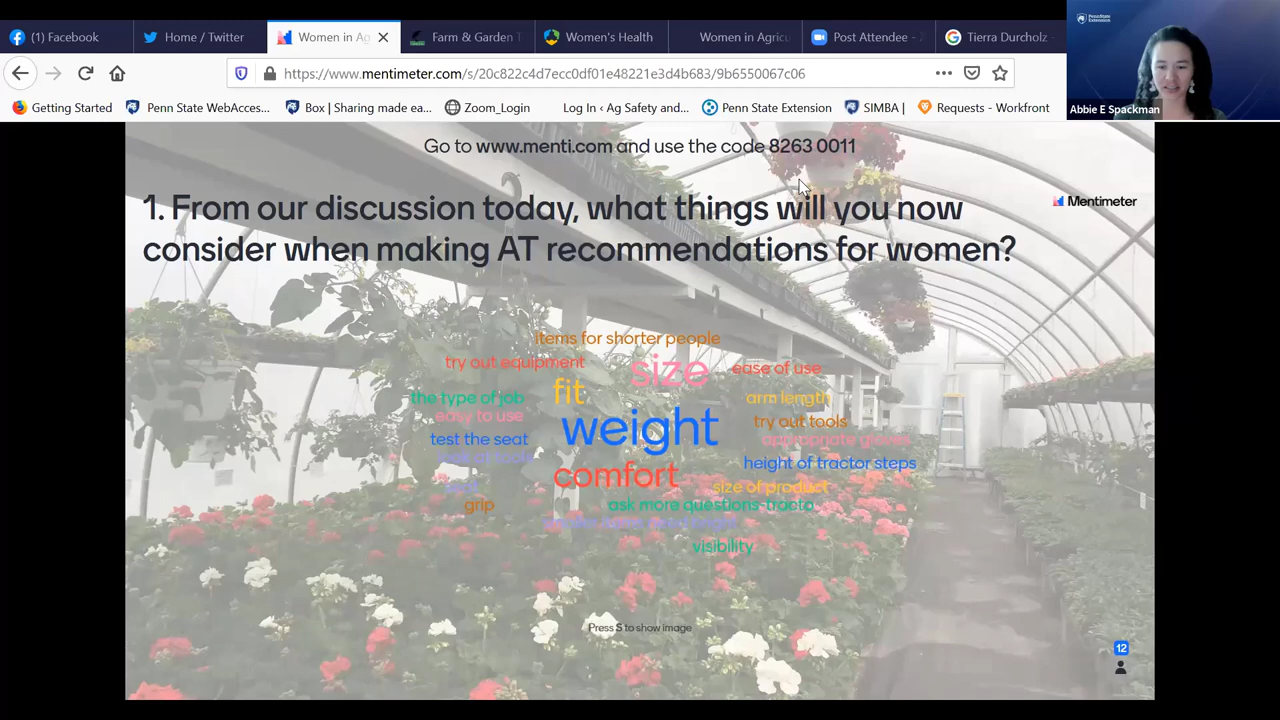 (1) Facebook
Home / Twitter
Women in Ag
Farm & Garden T
Women's Health
Women in Agricu
Post Attendee - Z
Tierra Durcholz
PennState Extension
https://www.mentimeter.com/s/20c822c4d7ecc0df01e48221e3d4b683/9b6550067c06
Abbie E Spackman
Getting Started
Penn State WebAcces...
Box | Sharing made ea...
Zoom_Login
Log In ‹ Ag Safety and...
Penn State Extension
SIMBA |
Requests - Workfront
Go to www.menti.com and use the code 8263 0011
1. From our discussion today, what things will you now
consider when making AT recommendations for women?
Mentimeter
items for shorter people
try out equipment
size
ease of use
the type of job
fit
arm length
easy to use
weight
try out tools
test the seat
appropriate gloves
height of tractor steps
comfort
size of product
grip
ask more questions-tracto
visibility
Press S to show image
12